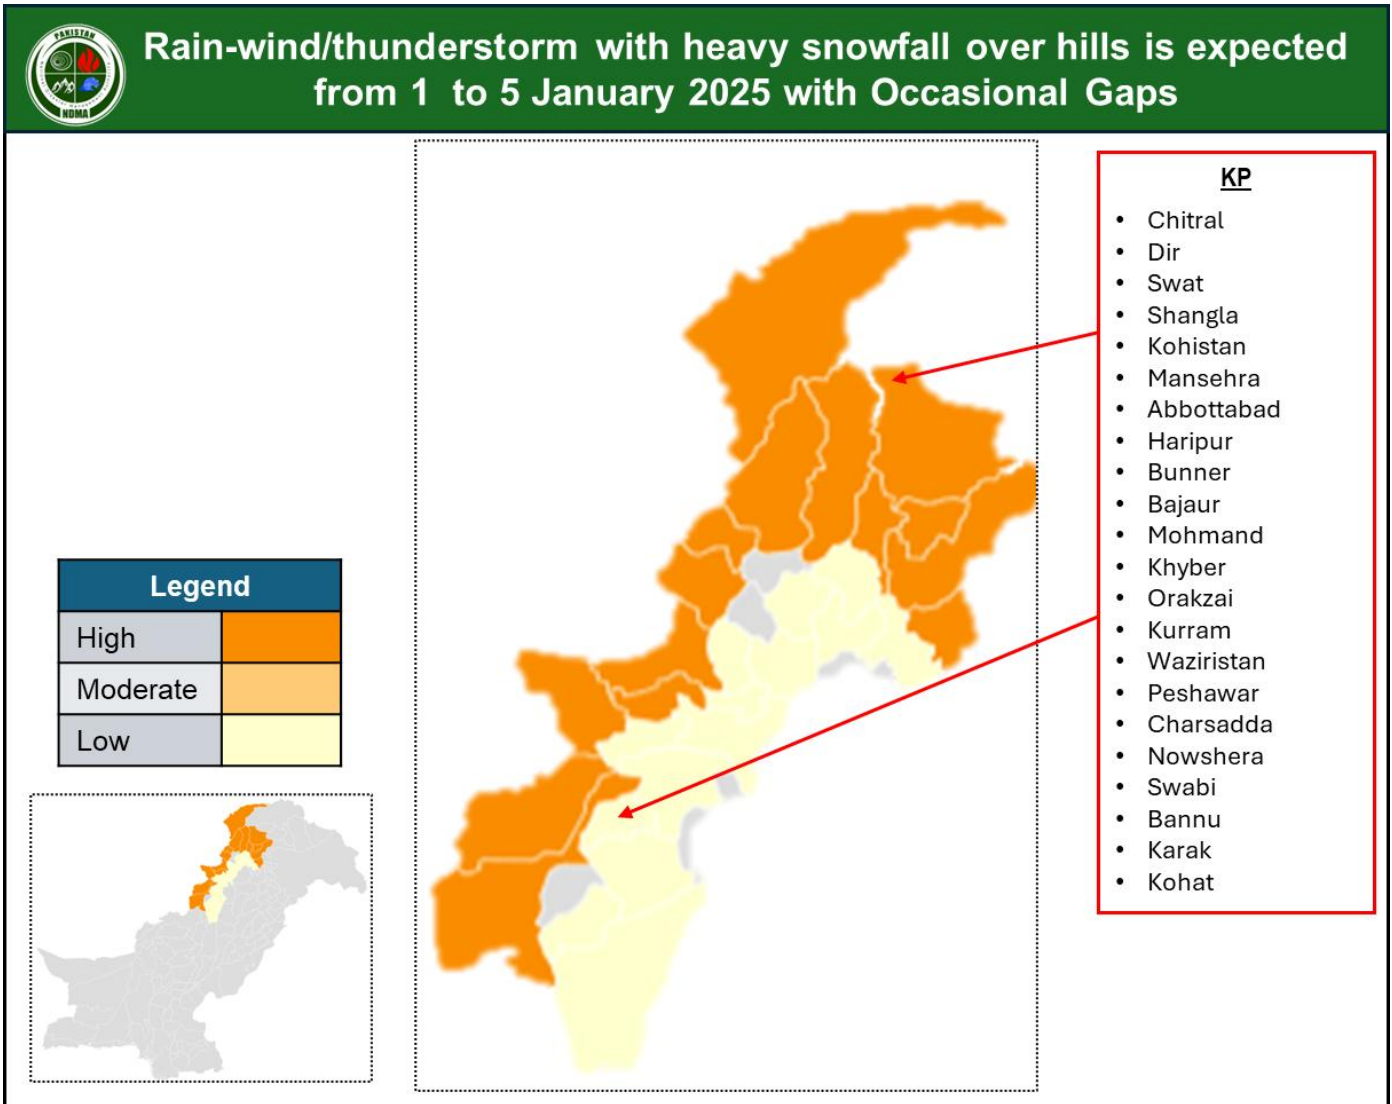 PAKISTAN
NDMA
Rain-wind/thunderstorm with heavy snowfall over hills is expected
from 1 to 5 January 2025 with Occasional Gaps
KP
• Chitral
• Dir
• Swat
• Shangla
• Kohistan
• Mansehra
• Abbottabad
• Haripur
• Bunner
• Bajaur
• Mohmand
• Khyber
• Orakzai
• Kurram
• Waziristan
• Peshawar
• Charsadda
• Nowshera
• Swabi
• Bannu
• Karak
• Kohat
Legend
High
Moderate
Low